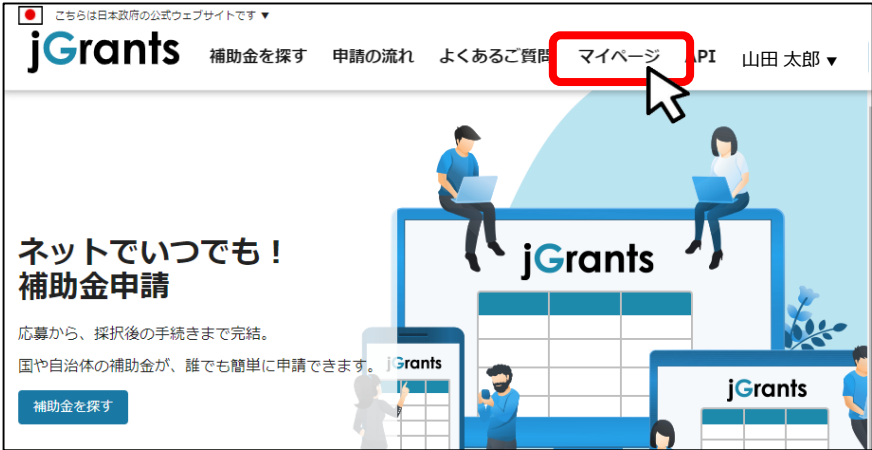 こちらは日本政府の公式ウェブサイトです ▼
jGrants 補助金を探す 申請の流れ よくあるご質問 マイページ API 山田 太郎 ▼
ネットでいつでも！
補助金申請
応募から、採択後の手続きまで完結。
国や自治体の補助金が、誰でも簡単に申請できます。
補助金を探す
jGrants
jGrants
jGrants